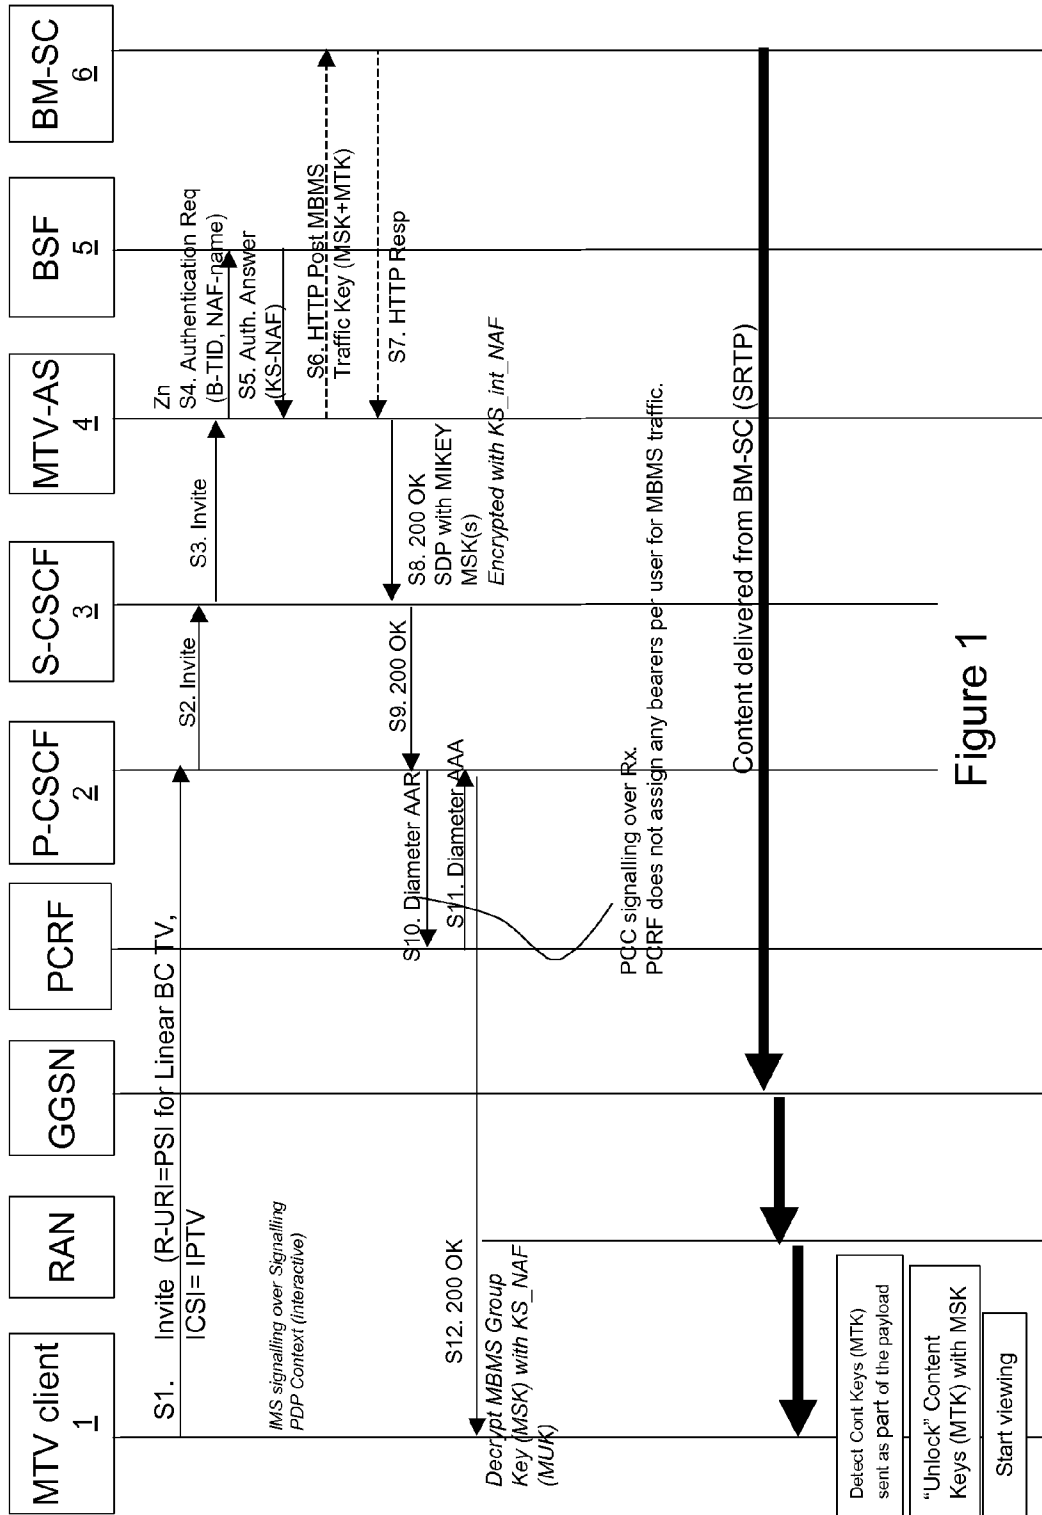 MTV client
1
RAN
GGSN
PCRF
P-CSCF
2
S-CSCF
3
MTV-AS
4
BSF
5
BM-SC
6
S1. Invite (R-URI=PSI for Linear BC TV,
ICSI= IPTV
S2. Invite
S3. Invite
Zn
S4. Authentication Req
(B-TID, NAF-name)
S5. Auth. Answer
(KS-NAF)
IMS signalling over Signalling
PDP Context (interactive)
S6. HTTP Post MBMS
Traffic Key (MSK+MTK)
S7. HTTP Resp
S8. 200 OK
SDP with MIKEY
MSK(s)
Encrypted with KS_int_NAF
S9. 200 OK
S10. Diameter AAR
S11. Diameter AAA
S12. 200 OK
Decrypt MBMS Group
Key (MSK) with KS_NAF
(MUK)
PCC signalling over Rx.
PCRF does not assign any bearers per user for MBMS traffic.
Content delivered from BM-SC (SRTP)
Detect Cont Keys (MTK)
sent as part of the payload
“Unlock” Content
Keys (MTK) with MSK
Start viewing
Figure 1